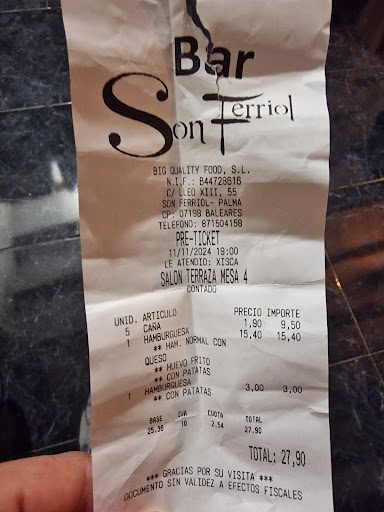 Bar
Son Ferriol
BIG QUALITY FOOD, S.L.
N.I.F.: B44728616
C/ LLEO XIII, 55
SON FERRIOL- PALMA
CP: 07198 BALEARES
TELEFONO: 871504158
PRE-TICKET
11/11/2024 19:00
LE ATENDIO: XISCA
SALON TERRAZA MESA 4
CONTADO
UNID. ARTICULO PRECIO IMPORTE
5 CAÑA 1,90 9,50
1 HAMBURGUESA 15,40 15,40
** HAM. NORMAL CON
QUESO
** HUEVO FRITO
** CON PATATAS
1 HAMBURGUESA 3,00 3,00
** CON PATATAS
BASE IVA CUOTA TOTAL
25.36 10 2.54 27.90
TOTAL: 27,90
*** GRACIAS POR SU VISITA ***
DOCUMENTO SIN VALIDEZ A EFECTOS FISCALES